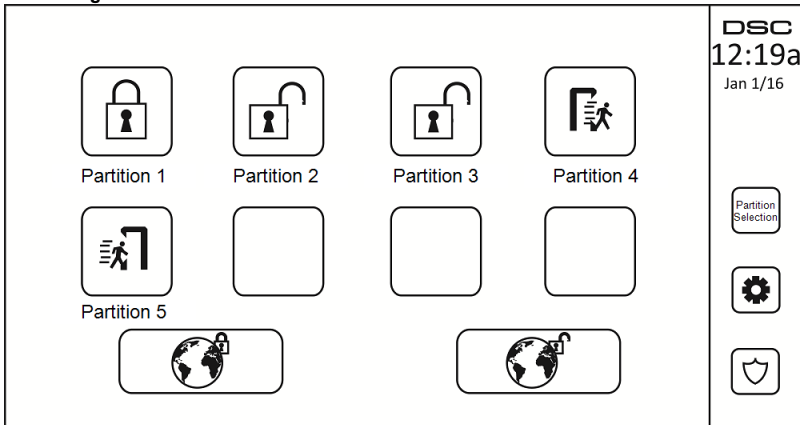 DSC
12:19a
Jan 1/16
Partition 1
Partition 2
Partition 3
Partition 4
Partition 5
Partition
Selection